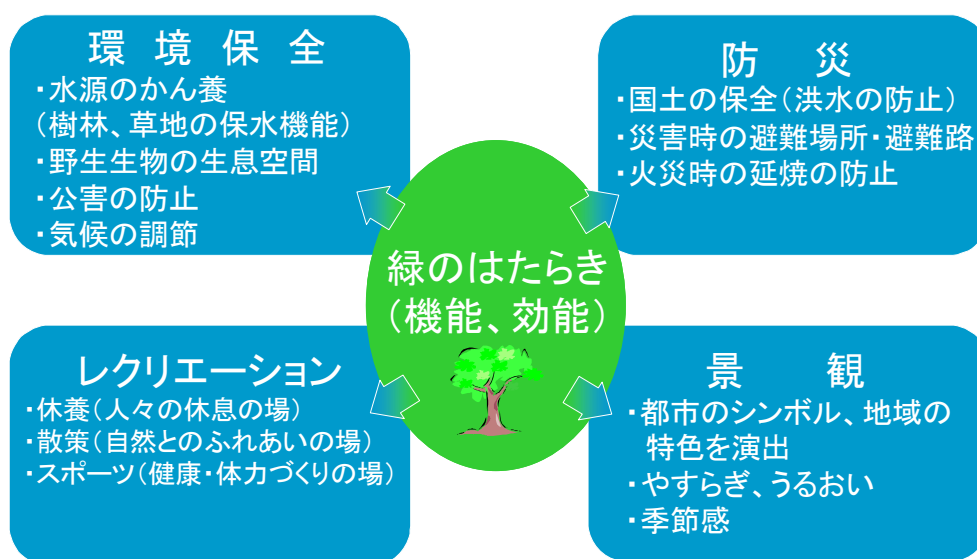 環境保全
・水源のかん養
(樹林、草地の保水機能)
・野生生物の生息空間
・公害の防止
・気候の調節
防災
・国土の保全(洪水の防止)
・災害時の避難場所・避難路
・火災時の延焼の防止
緑のはたらき
(機能、効能)
レクリエーション
・休養(人々の休息の場)
・散策(自然とのふれあいの場)
・スポーツ(健康・体力づくりの場)
景観
・都市のシンボル、地域の
特色を演出
・やすらぎ、うるおい
・季節感